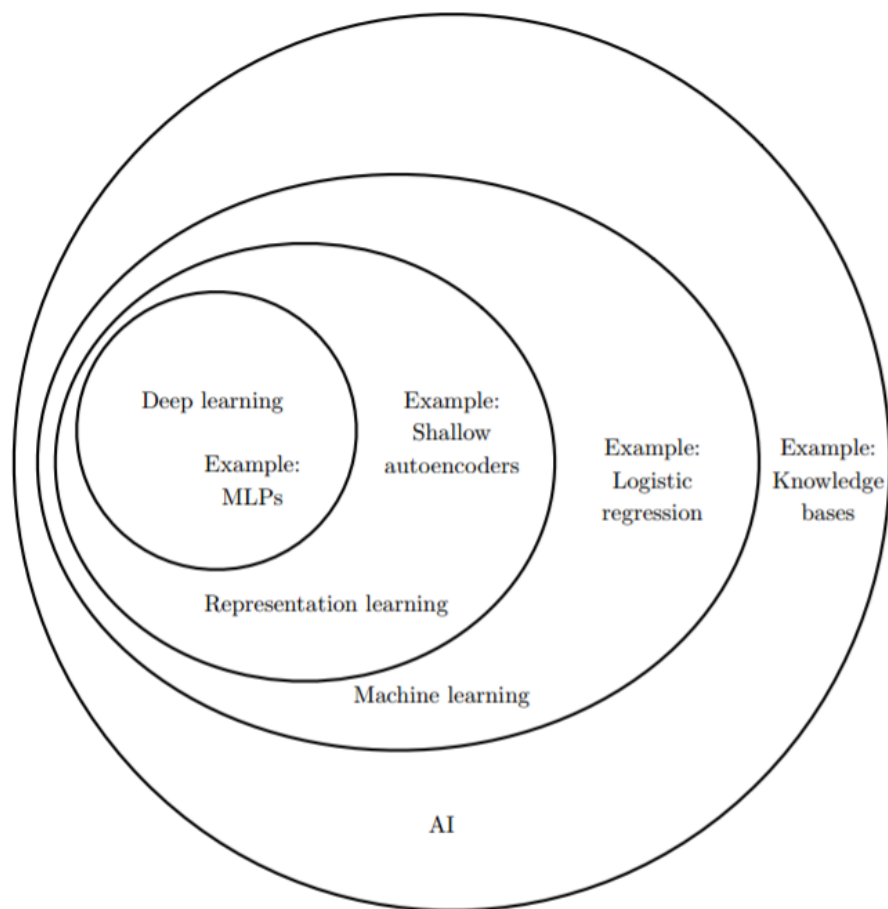 Deep learning
Example:
MLPs
Example:
Shallow
autoencoders
Example:
Logistic
regression
Example:
Knowledge
bases
Representation learning
Machine learning
AI